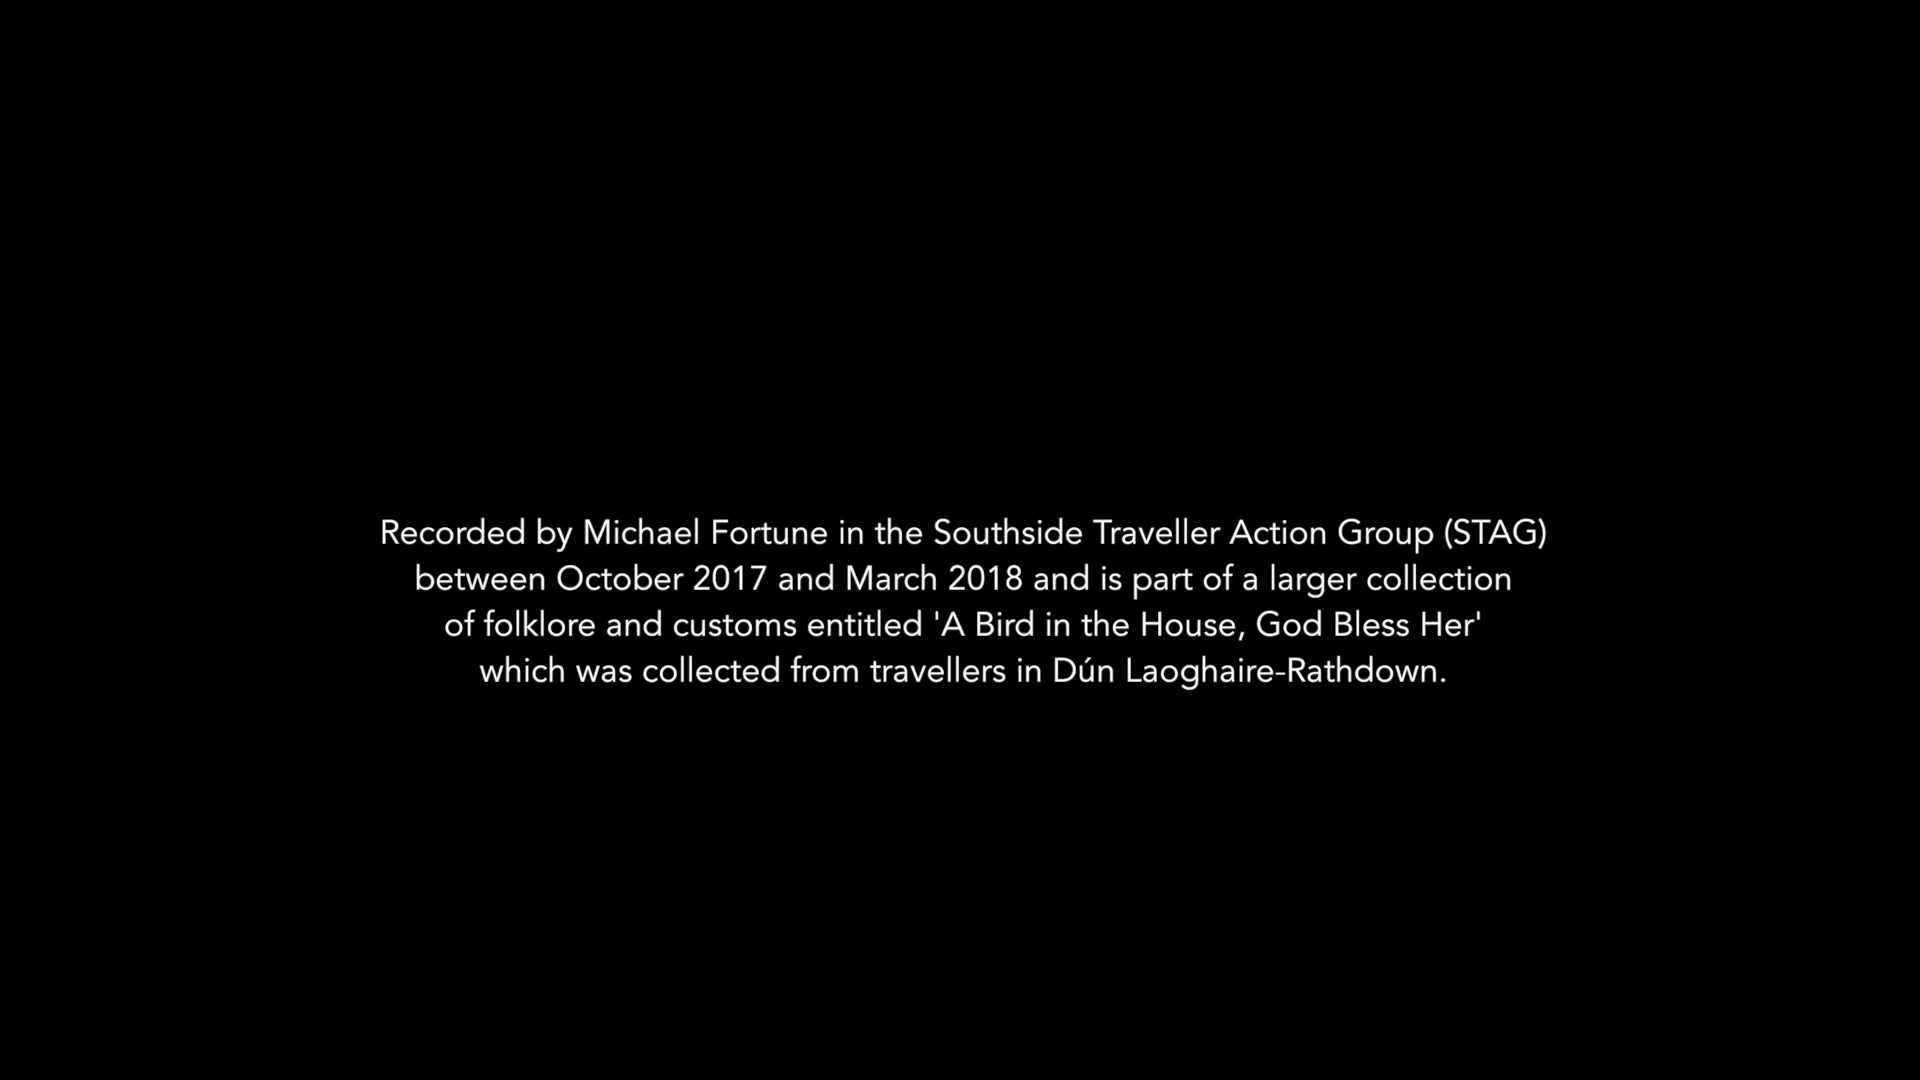 Recorded by Michael Fortune in the Southside Traveller Action Group (STAG)
between October 2017 and March 2018 and is part of a larger collection
of folklore and customs entitled 'A Bird in the House, God Bless Her'
which was collected from travellers in Dún Laoghaire-Rathdown.